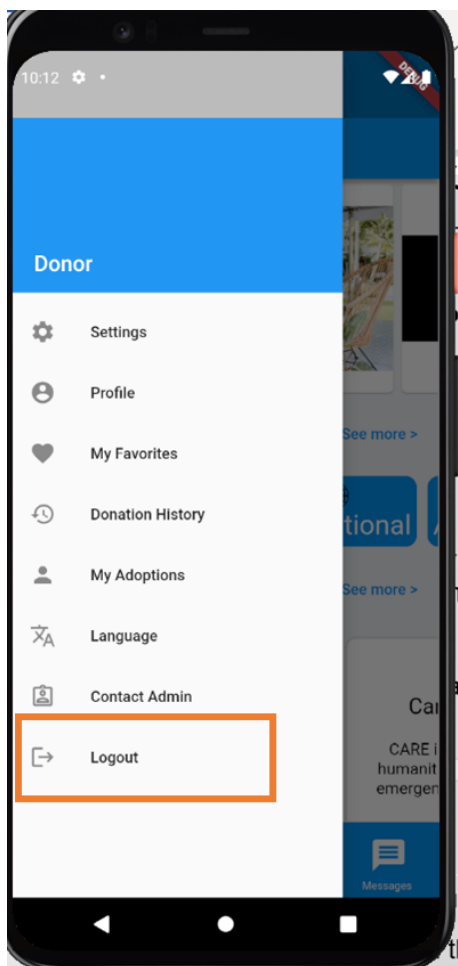 10:12
DEBUG
Donor
Settings
Profile
My Favorites
See more >
Donation History
tional
My Adoptions
See more >
Language
Contact Admin
Car
Logout
CARE i
humanit
emergen
Messages